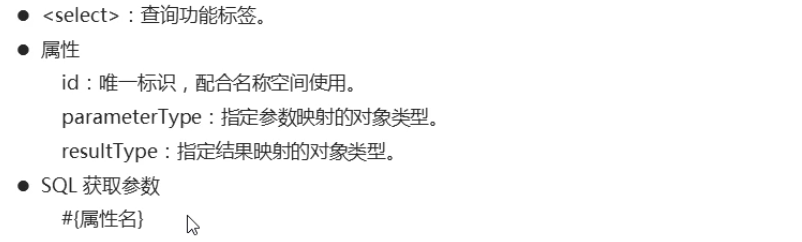 ● <select>：查询功能标签。
● 属性
id：唯一标识，配合名称空间使用。
parameterType：指定参数映射的对象类型。
resultType：指定结果映射的对象类型。
● SQL 获取参数
#{属性名}